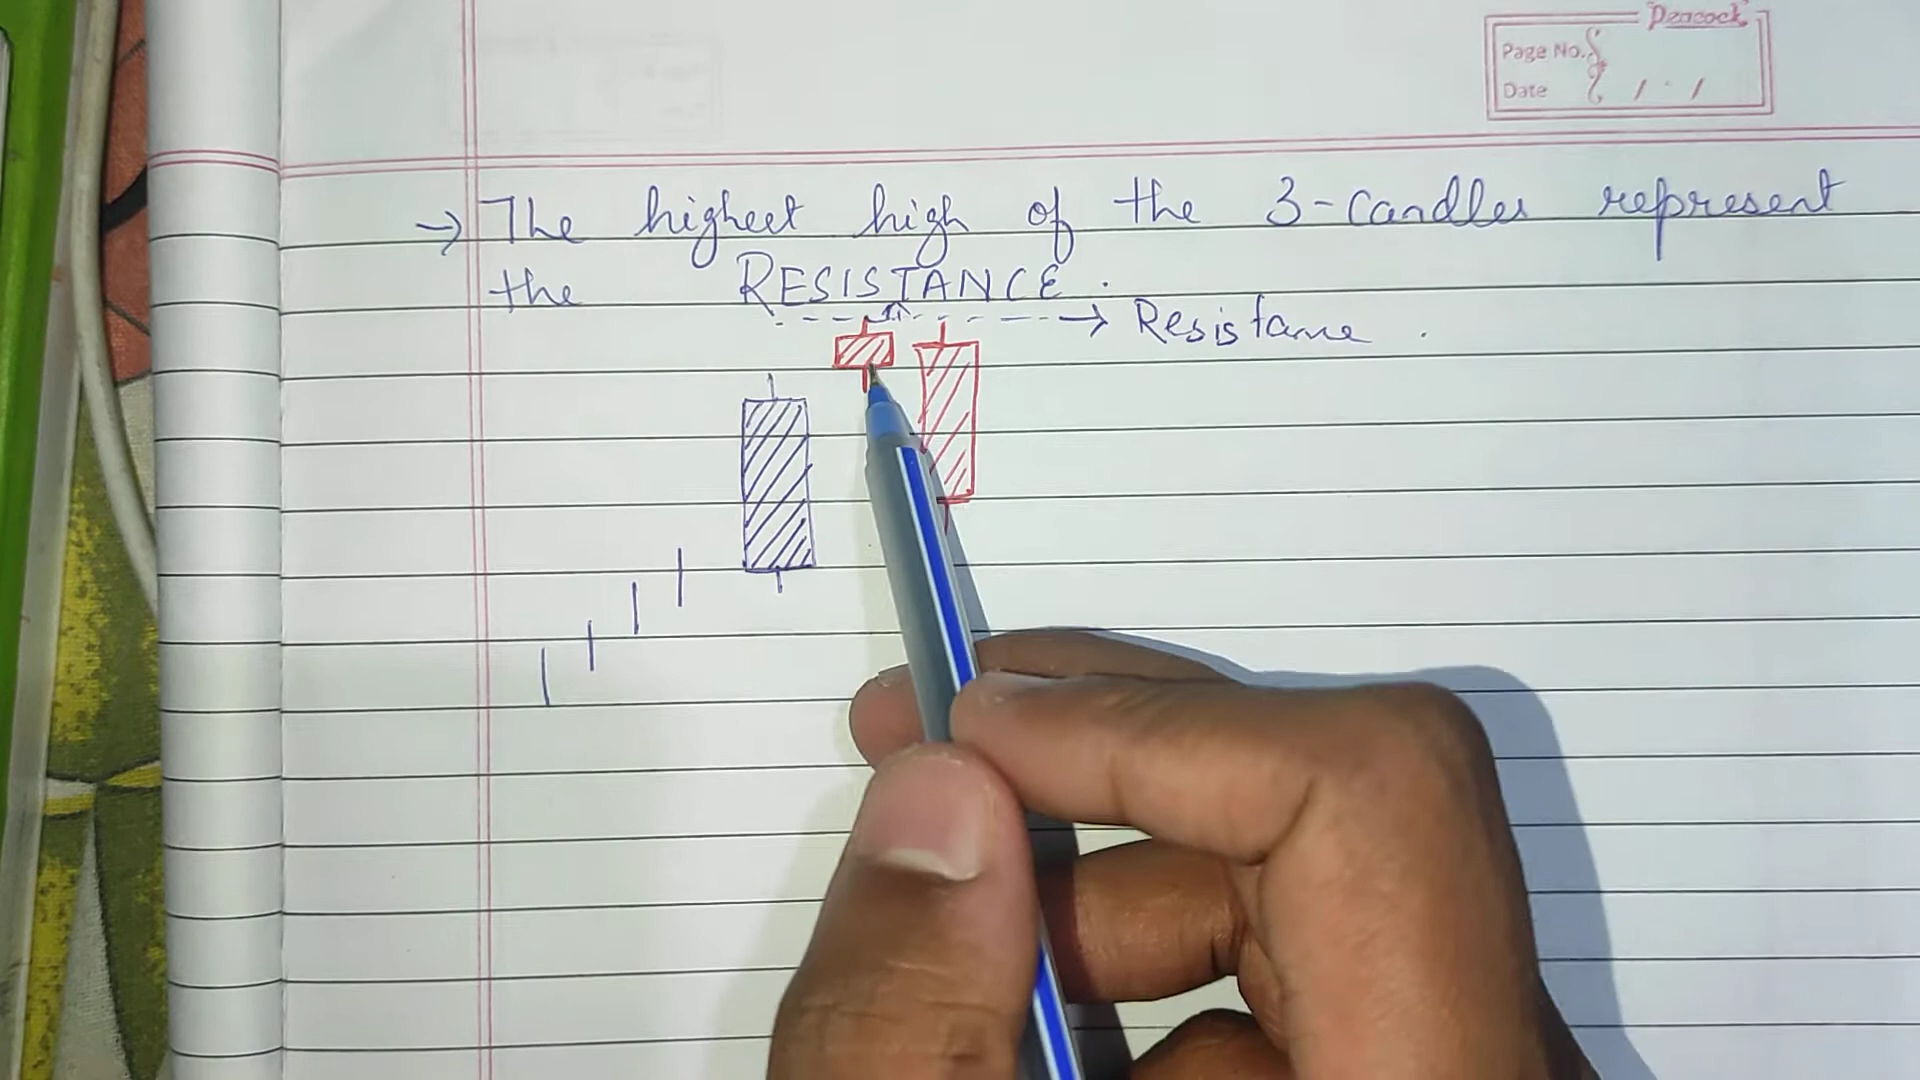 Peacock
Page No.
Date / /
→ The highest high of the 3-candles represent
the RESISTANCE.
→ Resistance.